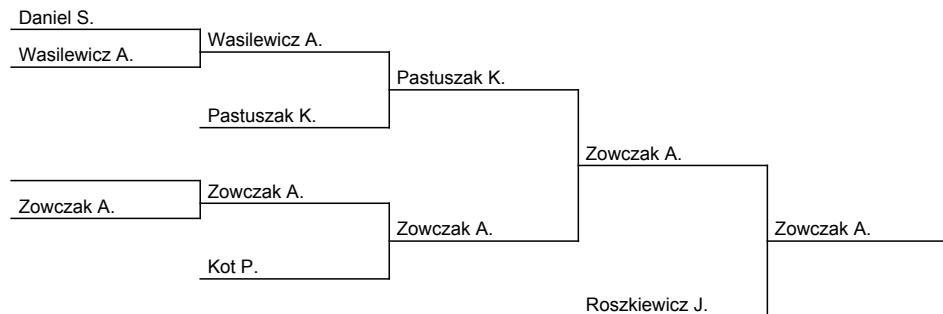 Daniel S.
Wasilewicz A.
Wasilewicz A.
Pastuszak K.
Pastuszak K.
Zowczak A.
Zowczak A.
Zowczak A.
Zowczak A.
Zowczak A.
Kot P.
Roszkiewicz J.